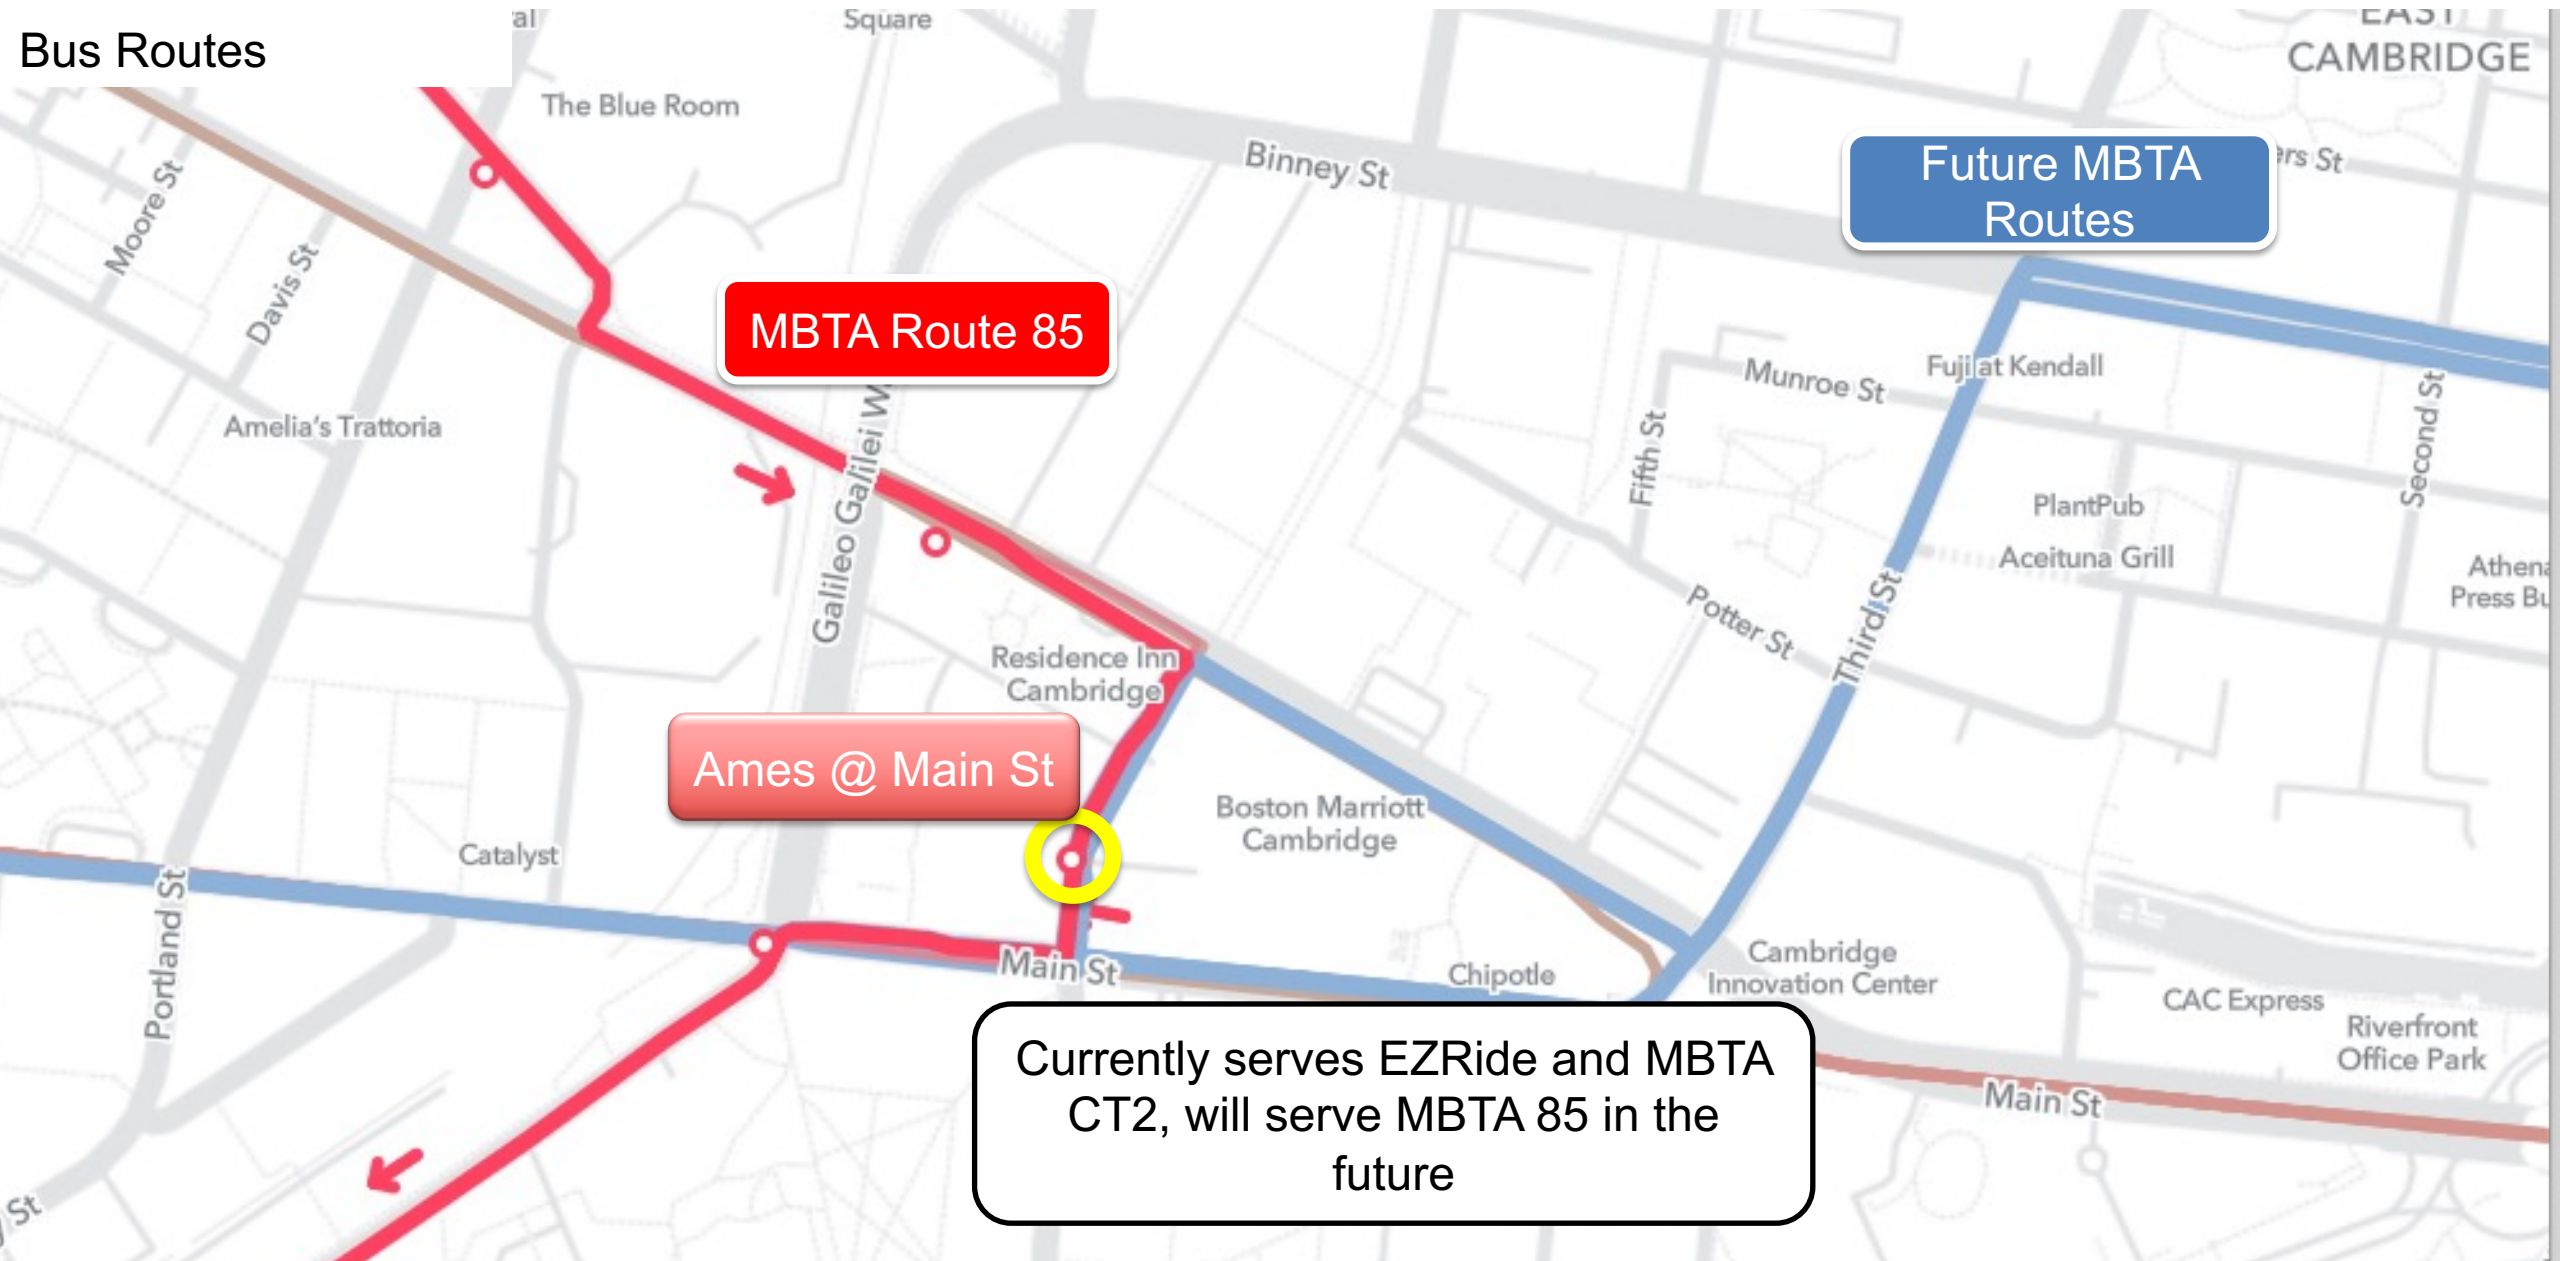 Bus Routes
Square
EAST
CAMBRIDGE
The Blue Room
Binney St
Future MBTA
Routes
Moore St
Davis St
MBTA Route 85
Munroe St
Fuji at Kendall
Amelia's Trattoria
Galileo Galilei
Fifth St
Second St
PlantPub
Aceituna Grill
Athena
Press
Potter St
Third St
Residence Inn
Cambridge
Ames @ Main St
Boston Marriott
Cambridge
Catalyst
Portland St
Main St
Chipotle
Cambridge
Innovation Center
CAC Express
Riverfront
Office Park
Main St
Currently serves EZRide and MBTA
CT2, will serve MBTA 85 in the
future
St